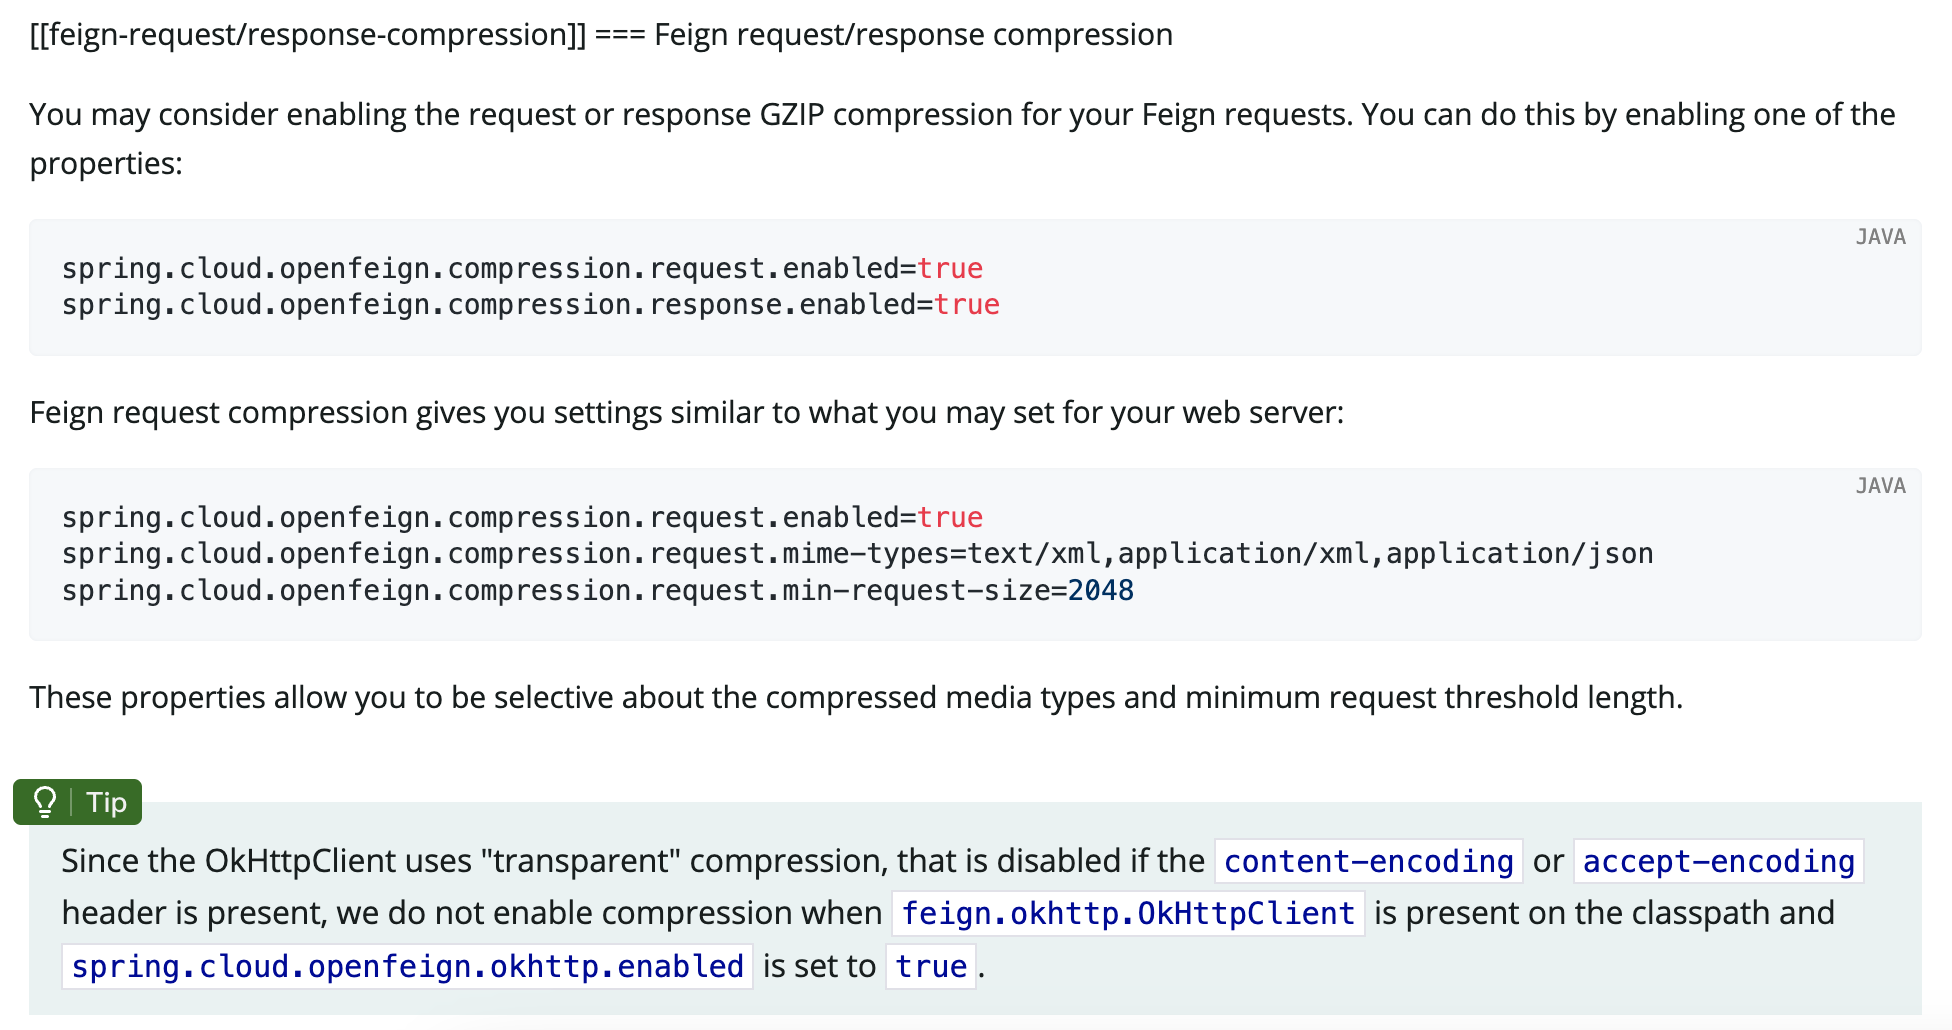 [[feign-request/response-compression]] === Feign request/response compression
You may consider enabling the request or response GZIP compression for your Feign requests. You can do this by enabling one of the
properties:
JAVA
spring.cloud.openfeign.compression.request.enabled=true
spring.cloud.openfeign.compression.response.enabled=true
Feign request compression gives you settings similar to what you may set for your web server:
JAVA
spring.cloud.openfeign.compression.request.enabled=true
spring.cloud.openfeign.compression.request.mime-types=text/xml,application/xml,application/json
spring.cloud.openfeign.compression.request.min-request-size=2048
These properties allow you to be selective about the compressed media types and minimum request threshold length.
Tip
Since the OkHttpClient uses "transparent" compression, that is disabled if the content-encoding or accept-encoding
header is present, we do not enable compression when feign.okhttp.OkHttpClient is present on the classpath and
spring.cloud.openfeign.okhttp.enabled is set to true.